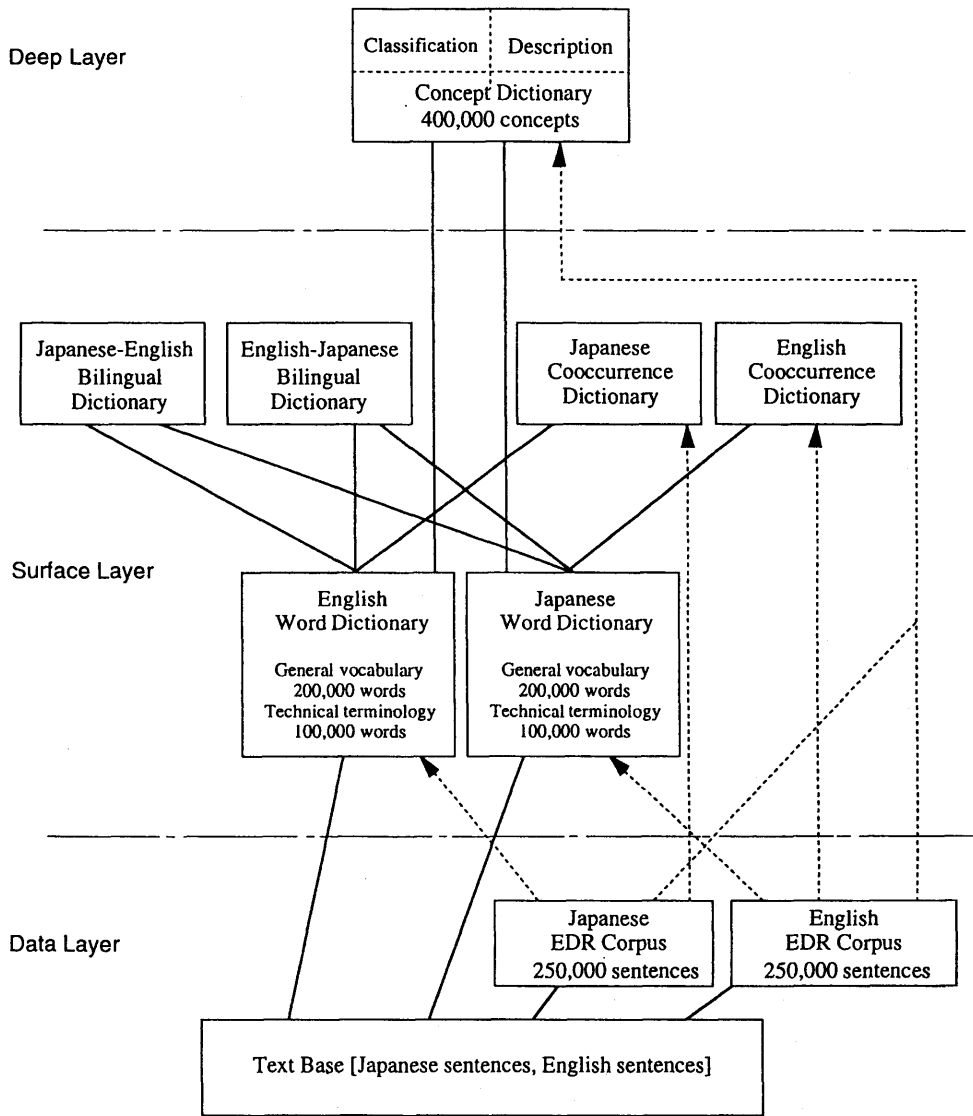 Deep Layer
Classification
Description
Concept Dictionary
400,000 concepts
Japanese-English
Bilingual
Dictionary
English-Japanese
Bilingual
Dictionary
Japanese
Cooccurrence
Dictionary
English
Cooccurrence
Dictionary
Surface Layer
English
Word Dictionary
General vocabulary
200,000 words
Technical terminology
100,000 words
Japanese
Word Dictionary
General vocabulary
200,000 words
Technical terminology
100,000 words
Data Layer
Japanese
EDR Corpus
250,000 sentences
English
EDR Corpus
250,000 sentences
Text Base [Japanese sentences, English sentences]